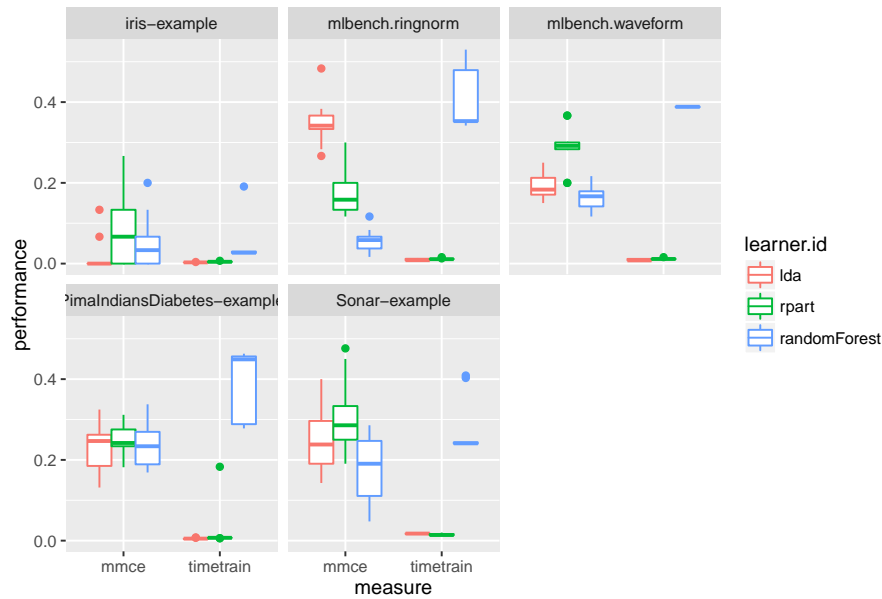 iris−example
mlbench.ringnorm
mlbench.waveform
0.4
0.2
0.0
PimaIndiansDiabetes−example
Sonar−example
0.4
0.2
0.0
mmce
timetrain
mmce
timetrain
measure
performance
learner.id
lda
rpart
randomForest